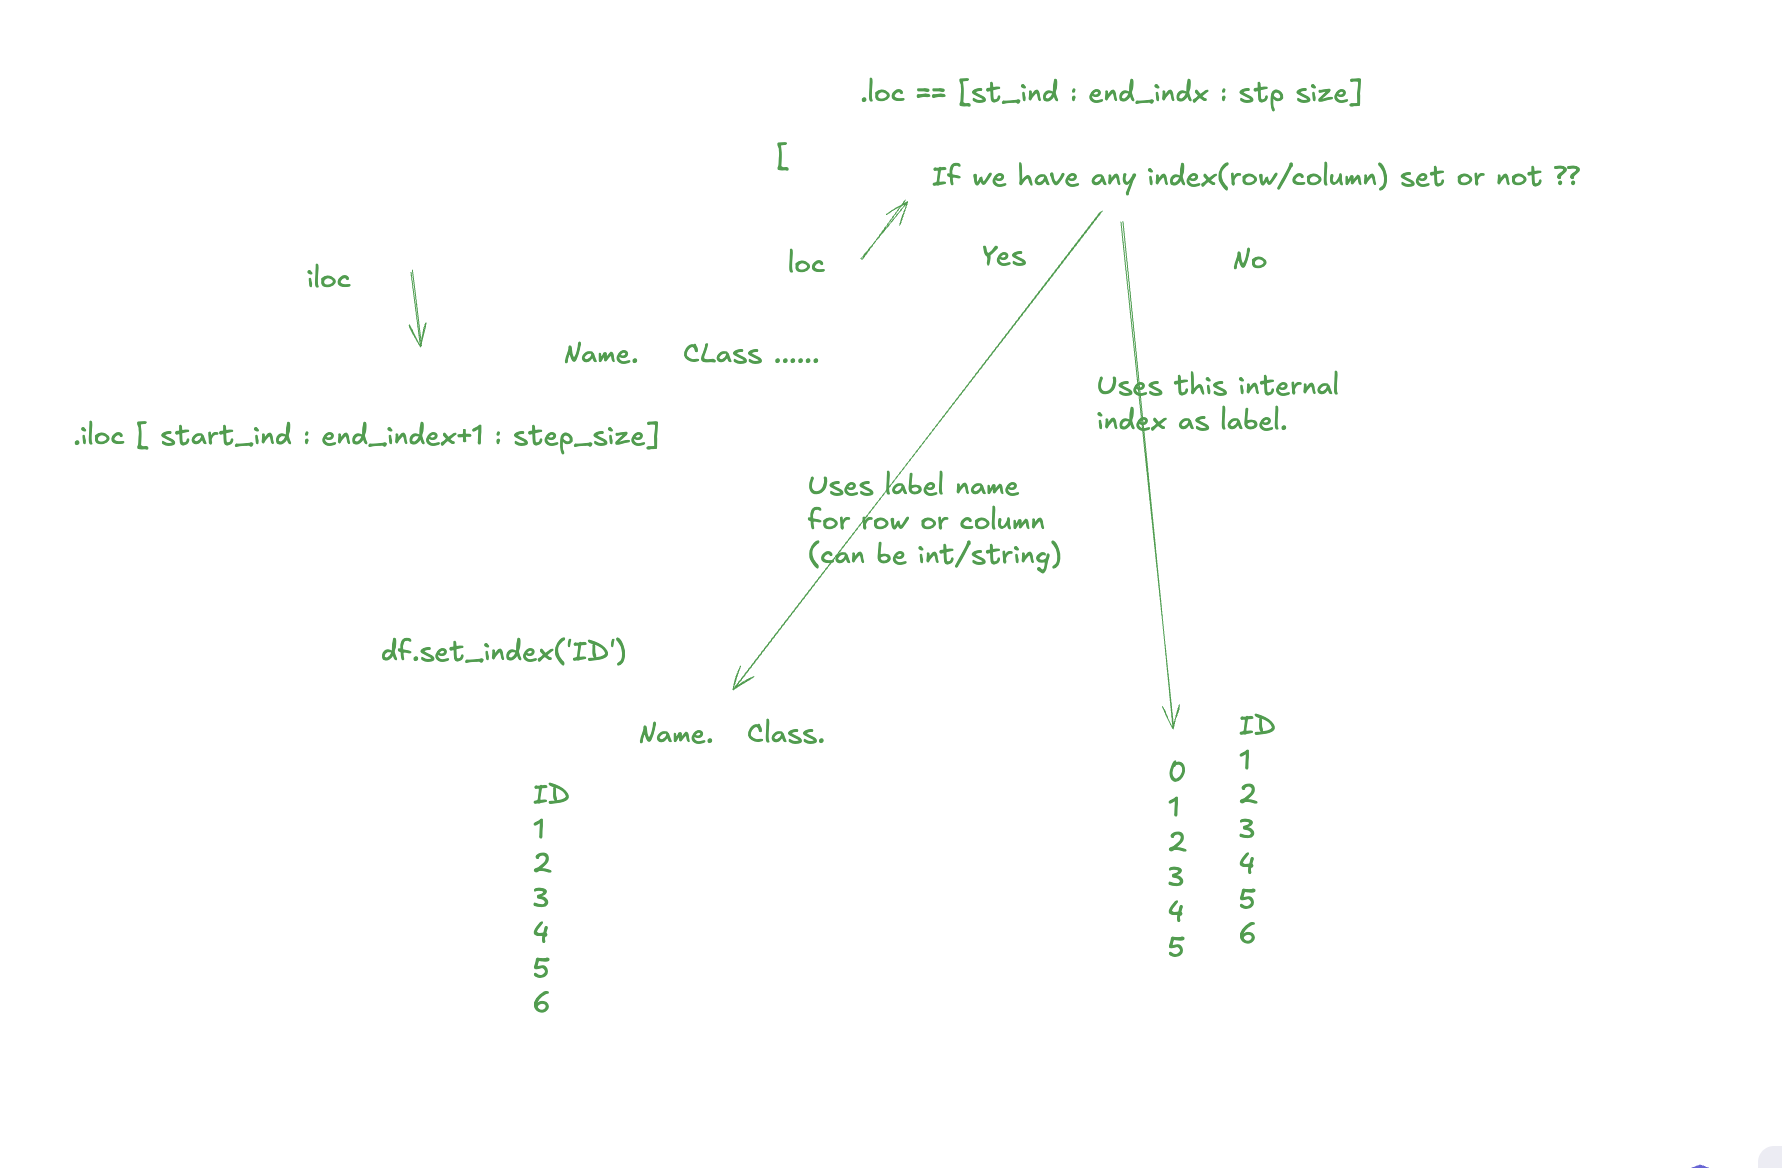 .loc == [st_ind : end_indx : stp size]
[
If we have any index(row/column) set or not ??
loc
Yes
No
iloc
Name. CLass ......
Uses this internal
index as label.
.iloc [ start_ind : end_index+1 : step_size]
Uses label name
for row or column
(can be int/string)
df.set_index('ID')
Name. Class.
ID
1
2
3
4
5
6
0
1
2
3
4
5
ID
1
2
3
4
5
6